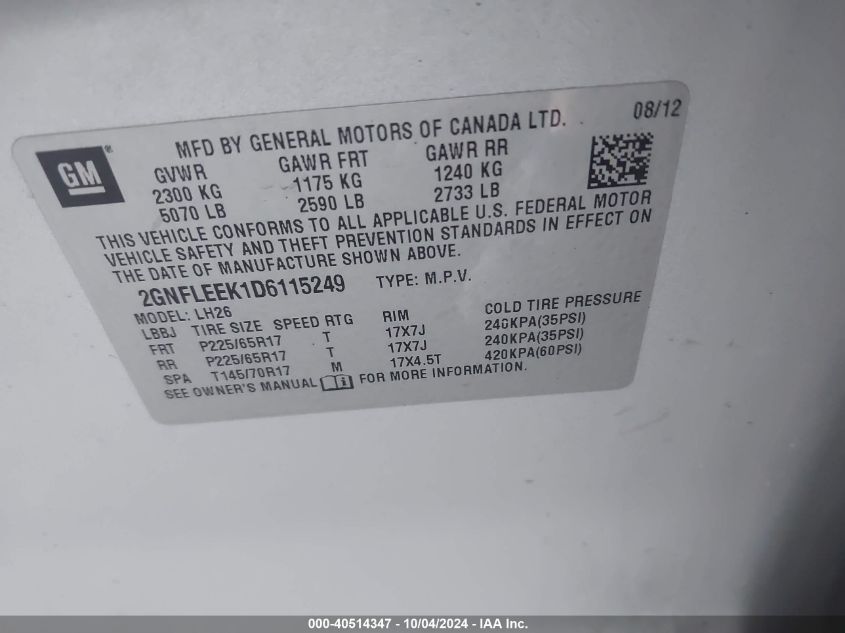 08/12
GM®
MFD BY GENERAL MOTORS OF CANADA LTD.
GVWR GAWR FRT GAWR RR
2300 KG 1175 KG 1240 KG
5070 LB 2590 LB 2733 LB
THIS VEHICLE CONFORMS TO ALL APPLICABLE U.S. FEDERAL MOTOR
VEHICLE SAFETY AND THEFT PREVENTION STANDARDS IN EFFECT ON
THE DATE OF MANUFACTURE SHOWN ABOVE.
2GNFLEEK1D6115249 TYPE: M.P.V.
MODEL: LH26
LBBJ TIRE SIZE SPEED RTG RIM COLD TIRE PRESSURE
FRT P225/65R17 T 17X7J 240KPA(35PSI)
RR P225/65R17 T 17X7J 240KPA(35PSI)
SPA T145/70R17 M 17X4.5T 420KPA(60PSI)
SEE OWNER'S MANUAL FOR MORE INFORMATION.
000-40514347 - 10/04/2024 - IAA Inc.